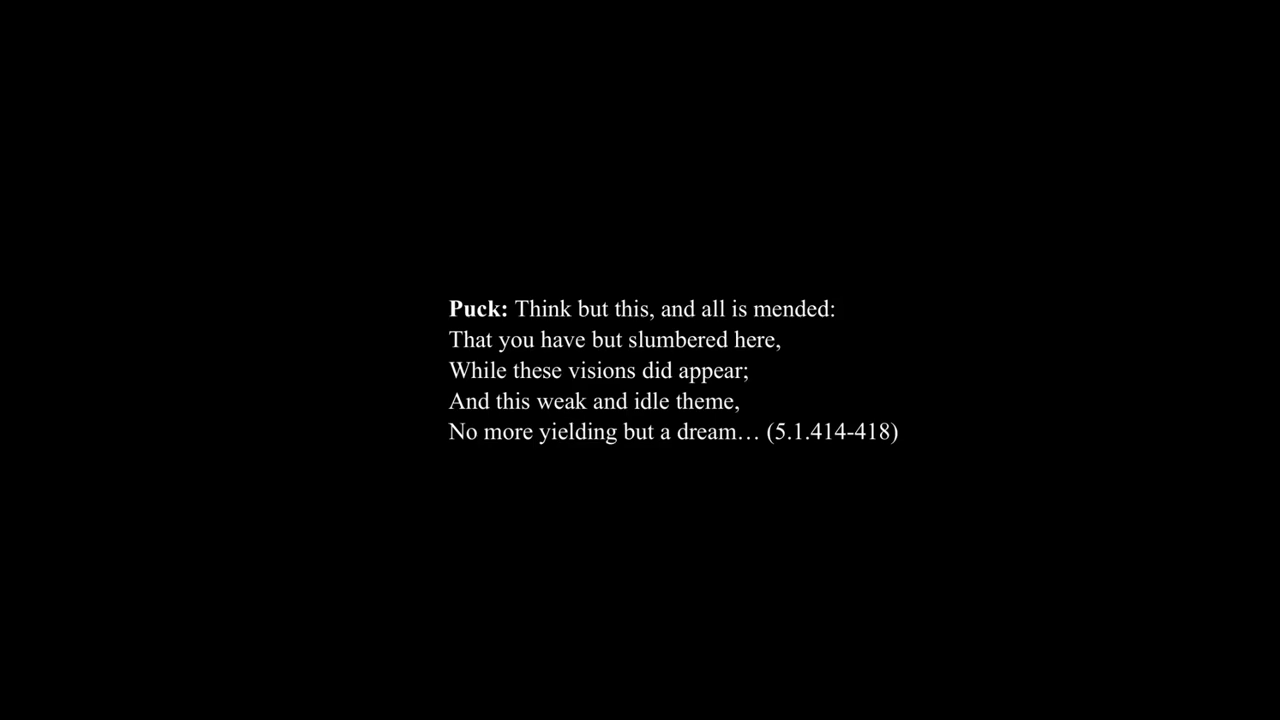 Puck: Think but this, and all is mended:
That you have but slumbered here,
While these visions did appear;
And this weak and idle theme,
No more yielding but a dream… (5.1.414-418)